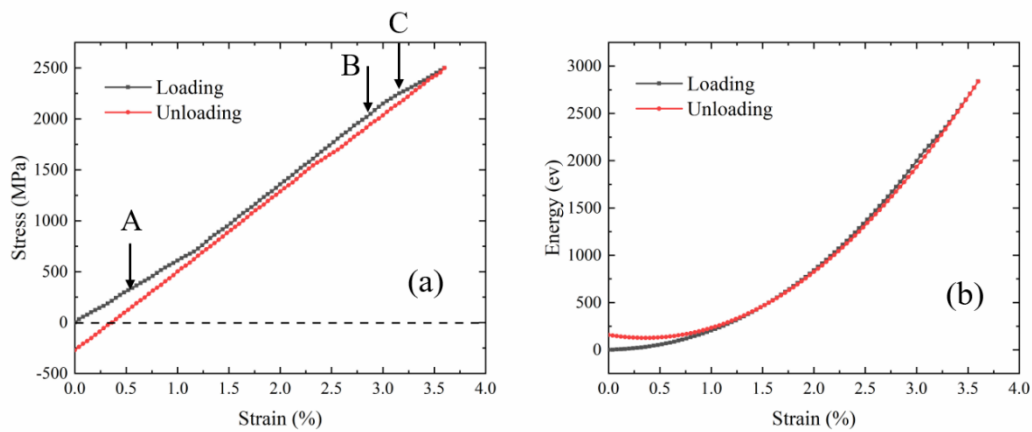 C
B
A
Loading
Unloading
2500
2000
1500
1000
500
0
-500
Stress (MPa)
0.0 0.5 1.0 1.5 2.0 2.5 3.0 3.5 4.0
Strain (%)
(a)
Loading
Unloading
3000
2500
2000
1500
1000
500
0
Energy (ev)
0.0 0.5 1.0 1.5 2.0 2.5 3.0 3.5 4.0
Strain (%)
(b)